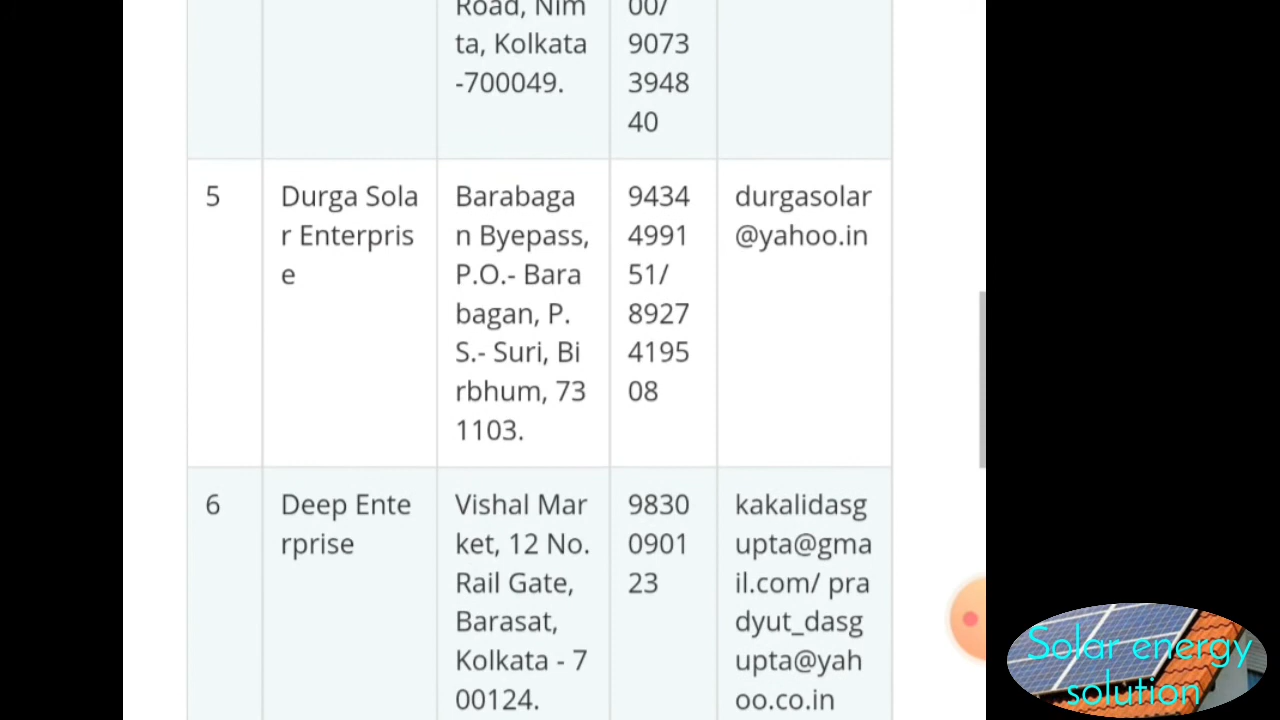 Road, Nim
ta, Kolkata
-700049.
00/
9073
3948
40
5
Durga Sola
r Enterpris
e
Barabaga
n Byepass,
P.O.- Bara
bagan, P.
S.- Suri, Bi
rbhum, 73
1103.
9434
4991
51/
8927
4195
08
durgasolar
@yahoo.in
6
Deep Ente
rprise
Vishal Mar
ket, 12 No.
Rail Gate,
Barasat,
Kolkata - 7
00124.
9830
0901
23
kakalidasg
upta@gma
il.com/ pra
dyut_dasg
upta@yah
oo.co.in
Solar energy
solution